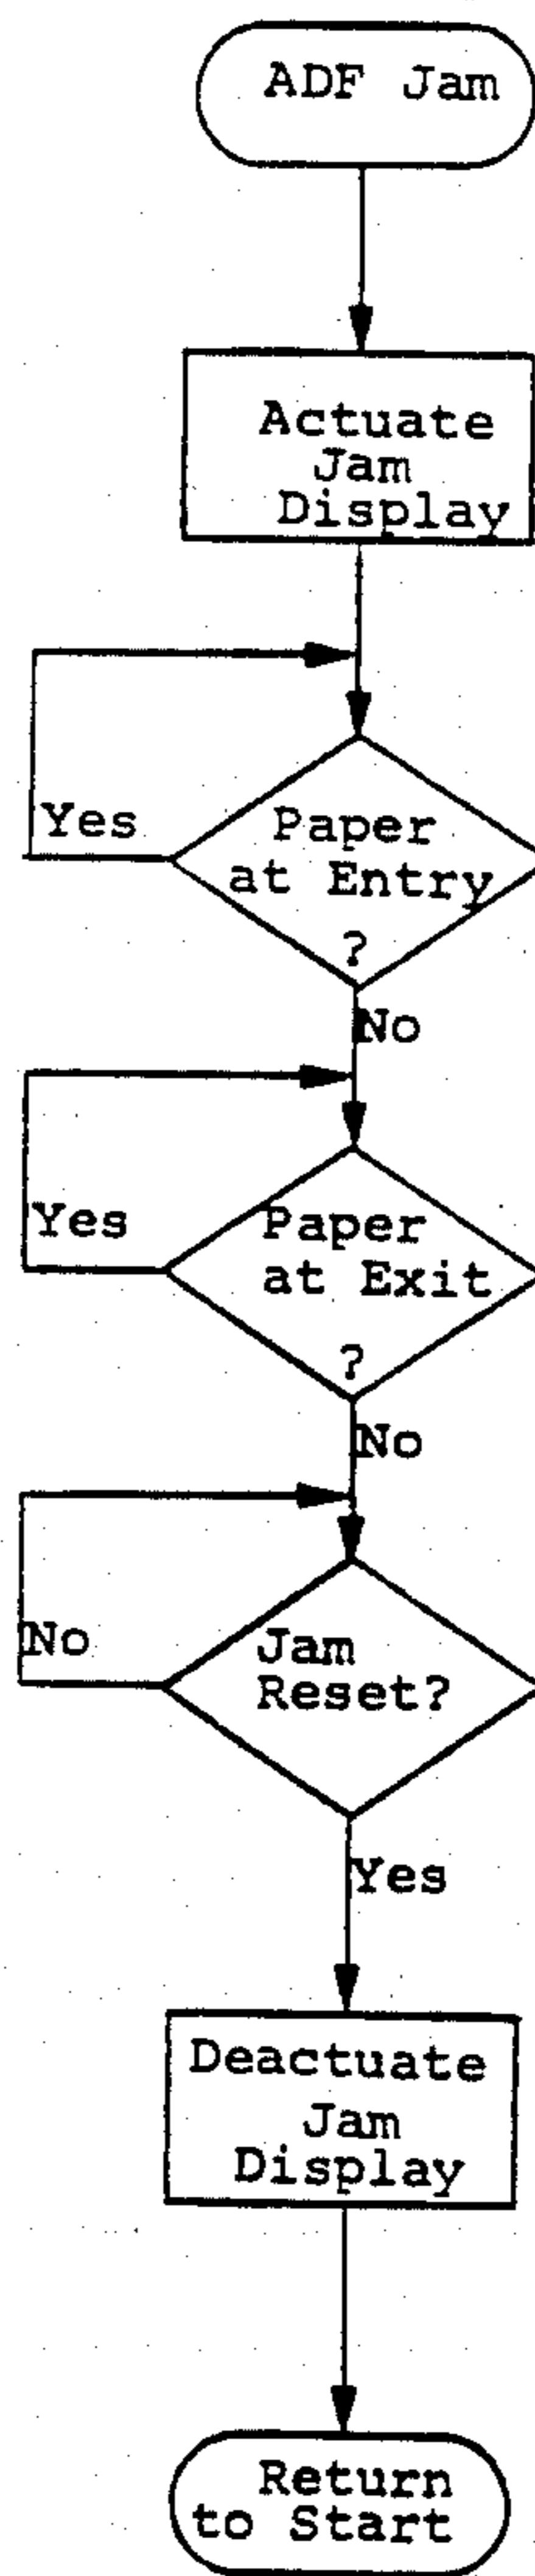 ADF Jam
Actuate
Jam
Display
Yes
Paper
at Entry
?
No
Yes
Paper
at Exit
?
No
No
Jam
Reset?
Yes
Deactuate
Jam
Display
Return
to Start